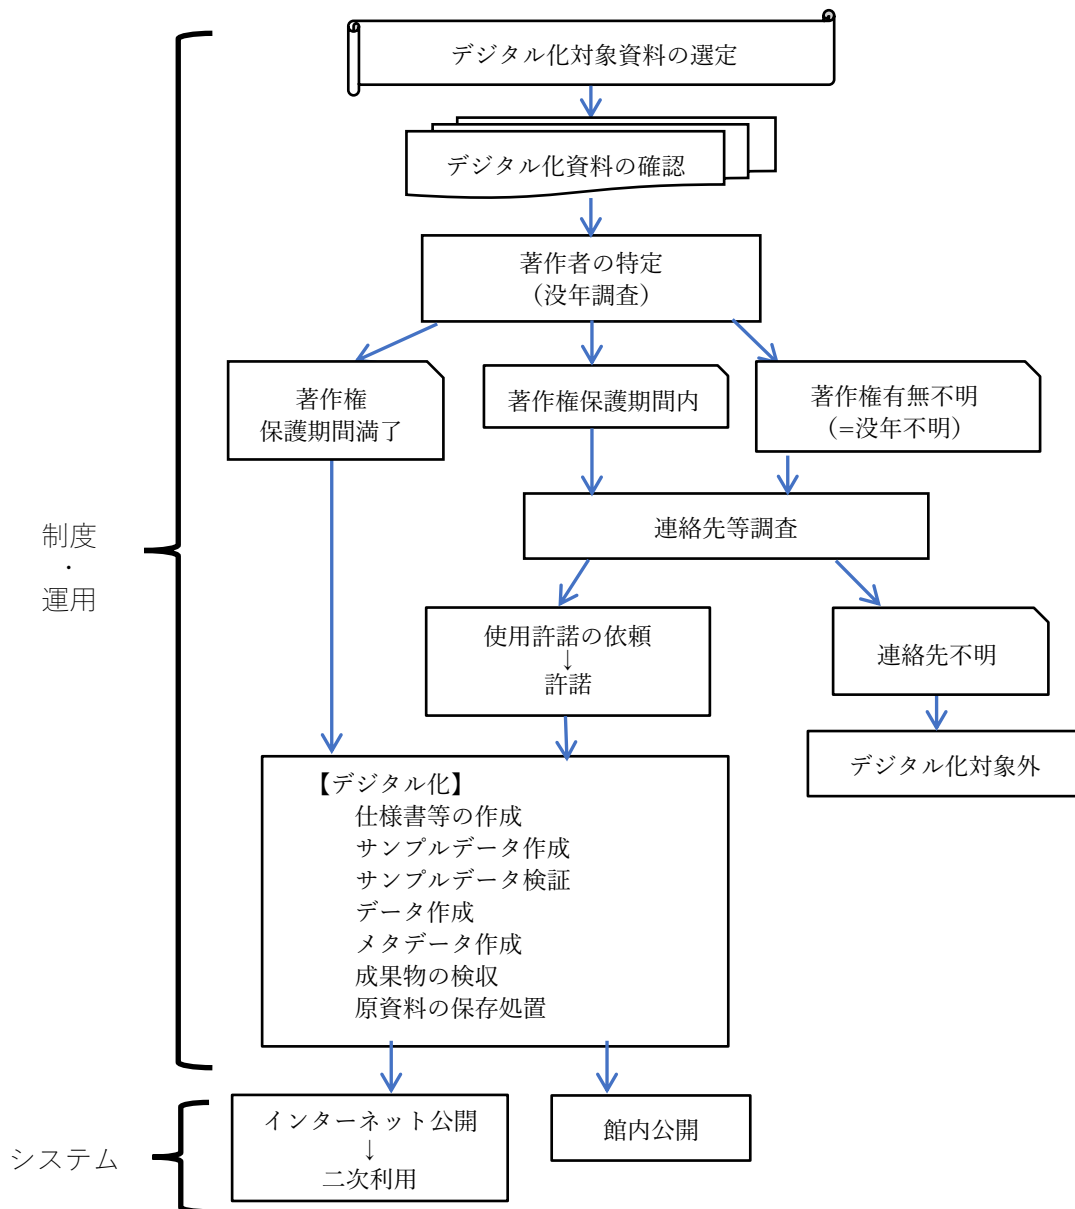 デジタル化対象資料の選定
デジタル化資料の確認
著作者の特定
（没年調査）
著作権
保護期間満了
著作権保護期間内
著作権有無不明
（=没年不明）
連絡先等調査
制度
・
運用
使用許諾の依頼
↓
許諾
連絡先不明
デジタル化対象外
【デジタル化】
仕様書等の作成
サンプルデータ作成
サンプルデータ検証
データ作成
メタデータ作成
成果物の検収
原資料の保存処置
システム
インターネット公開
↓
二次利用
館内公開